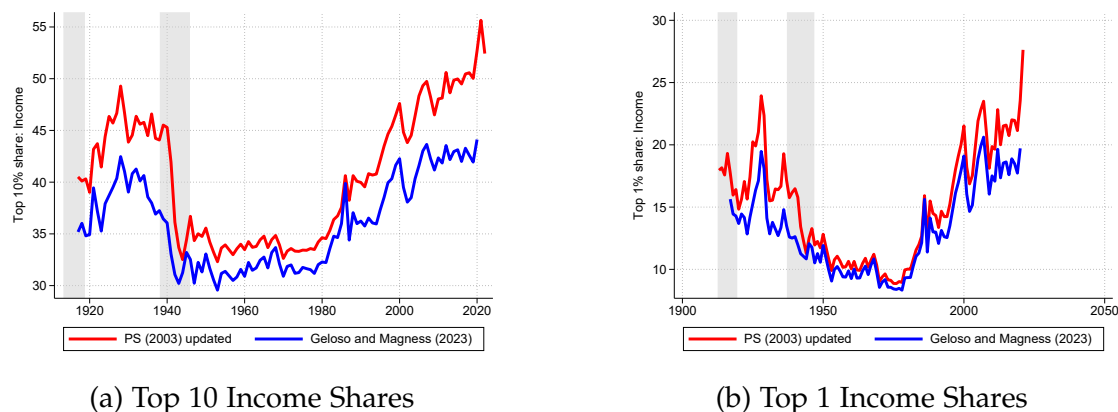 55
50
45
40
35
30
Top 10% share: Income
1920 1940 1960 1980 2000 2020
PS (2003) updated Geloso and Magness (2023)
(a) Top 10 Income Shares
30
25
20
15
10
Top 1% share: Income
1900 1950 2000 2050
PS (2003) updated Geloso and Magness (2023)
(b) Top 1 Income Shares